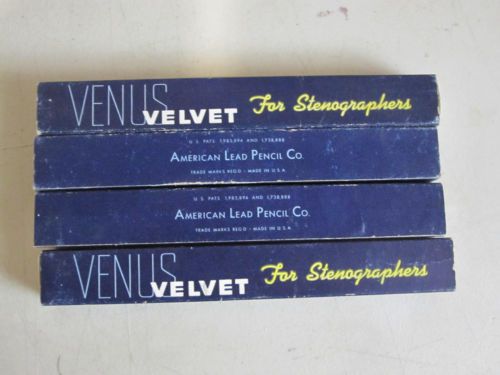 VENUS VELVET For Stenographers
U.S. PATS. 1,983,894 AND 1,738,888
AMERICAN LEAD PENCIL CO.
TRADE MARKS REG'D - MADE IN U.S.A.
U.S. PATS. 1,983,894 AND 1,738,888
AMERICAN LEAD PENCIL CO.
TRADE MARKS REG'D - MADE IN U.S.A.
VENUS VELVET For Stenographers